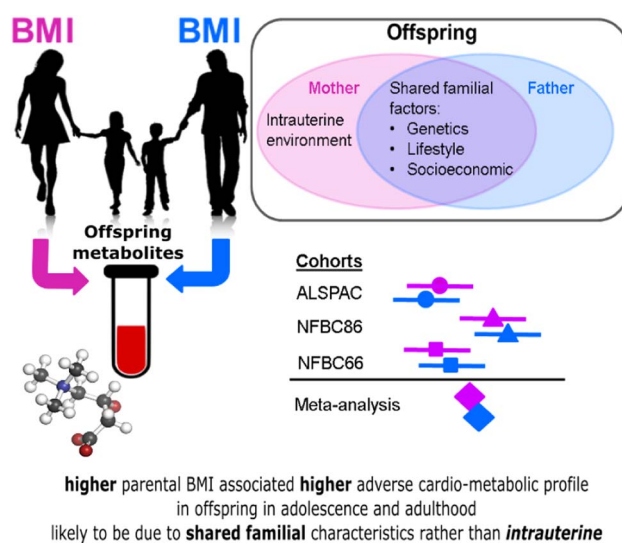 BMI BMI
Offspring
Mother
Father
Intrauterine
environment
Shared familial
factors:
• Genetics
• Lifestyle
• Socioeconomic
Offspring
metabolites
Cohorts
ALSPAC
NFBC86
NFBC66
Meta-analysis
higher parental BMI associated higher adverse cardio-metabolic profile
in offspring in adolescence and adulthood
likely to be due to shared familial characteristics rather than intrauterine